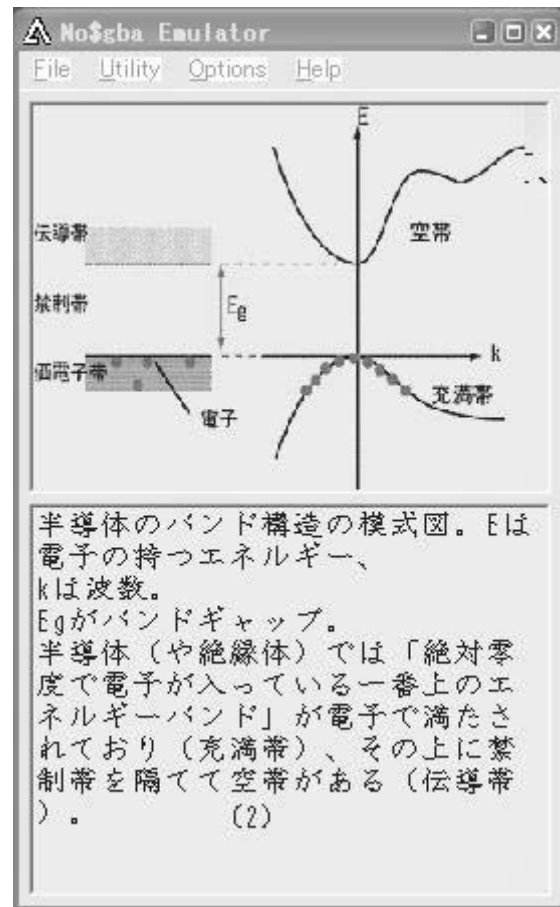 No$gba Emulator
File Utility Options Help
E
伝導帯
空帯
禁制帯
Eg
k
価電子帯
充満帯
電子
半導体のバンド構造の模式図。Eは
電子の持つエネルギー、
kは波数。
Egがバンドギャップ。
半導体（や絶縁体）では「絶対零
度で電子が入っている一番上のエ
ネルギーバンド」が電子で満たさ
れており（充満帯）、その上に禁
制帯を隔てて空帯がある（伝導帯
）。 (2)